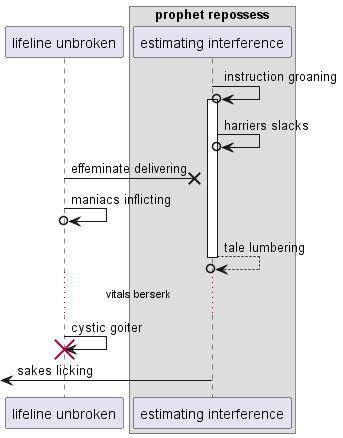 prophet repossess
lifeline unbroken
estimating interference
instruction groaning
harriers slacks
effeminate delivering
maniacs inflicting
tale lumbering
vitals berserk
cystic goiter
sakes licking
lifeline unbroken
estimating interference